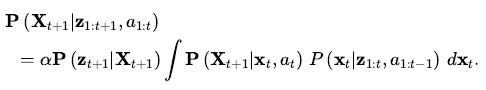 P (X_{t+1}|z_{1:t+1}, a_{1:t})
= αP (z_{t+1}|X_{t+1}) ∫ P (X_{t+1}|x_t, a_t) P (x_t|z_{1:t}, a_{1:t−1}) dx_t.